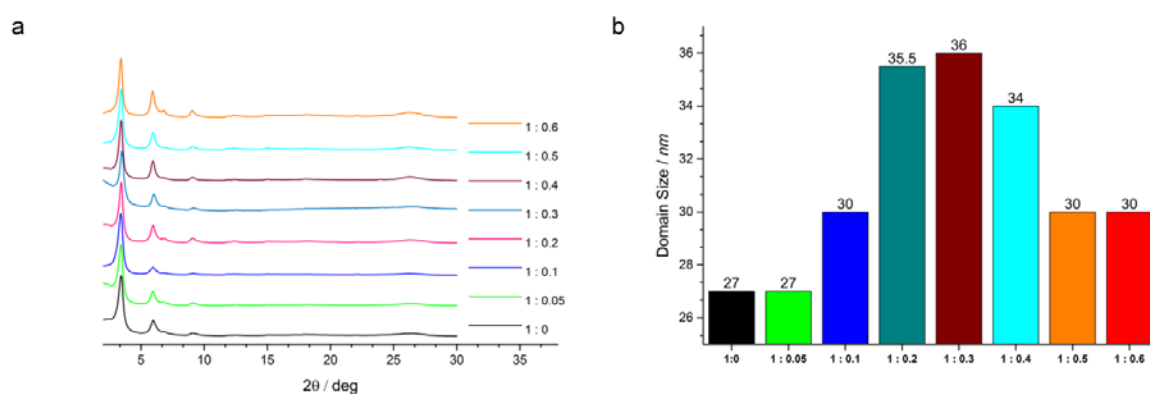 a
1 : 0.6
1 : 0.5
1 : 0.4
1 : 0.3
1 : 0.2
1 : 0.1
1 : 0.05
1 : 0
5 10 15 20 25 30 35
2θ / deg
b
Domain Size / nm
36
34
32
30
28
26
27 27 30 35.5 36 34 30 30
1:0 1 : 0.05 1 : 0.1 1 : 0.2 1 : 0.3 1 : 0.4 1 : 0.5 1 : 0.6